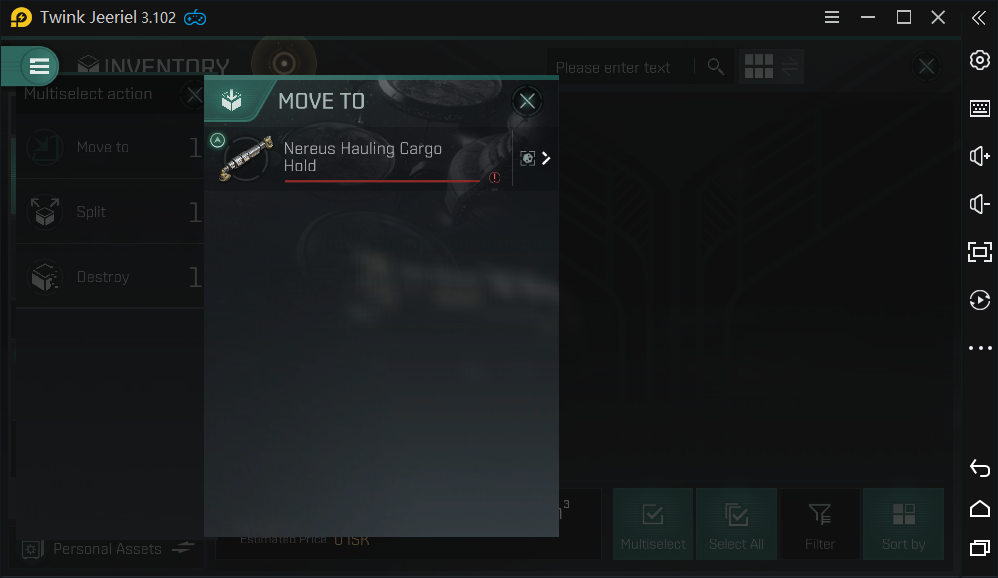 Twink Jeeriel 3.102
INVENTORY
Please enter text
Multiselect action
MOVE TO
Move to 1
Nereus Hauling Cargo
Hold
Split 1
Destroy 1
3
Multiselect
Select All
Filter
Sort by
Personal Assets
Estimated Price 0 ISK